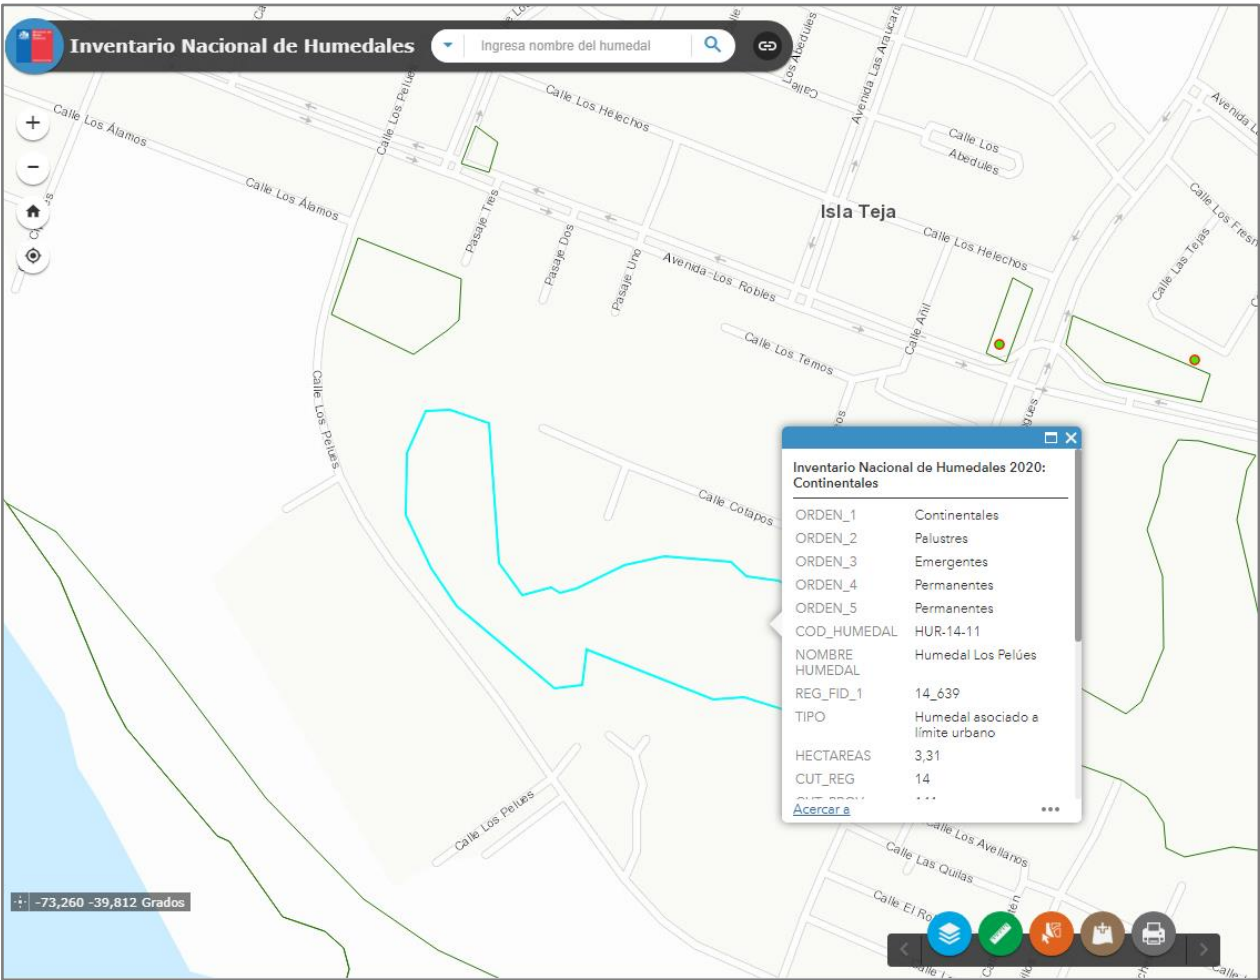 Inventario Nacional de Humedales
Ingresa nombre del humedal
Calle Los Pelues
Calle Los Helechos
Avenida Las Araucarias
Calle Los Abedules
Calle Los
Abedules
Calle Los Álamos
Calle Los Álamos
Isla Teja
Pasaje Tres
Pasaje Dos
Pasaje Uno
Avenida Los Robles
Calle Los Helechos
Calle Las Tejas
Calle Añil
Calle Los Temos
Calle Los Pelues
Calle Cotapos
Inventario Nacional de Humedales 2020:
Continentales
ORDEN_1 Continentales
ORDEN_2 Palustres
ORDEN_3 Emergentes
ORDEN_4 Permanentes
ORDEN_5 Permanentes
COD_HUMEDAL HUR-14-11
NOMBRE HUMEDAL Humedal Los Pelúes
REG_FID_1 14_639
TIPO Humedal asociado a
límite urbano
HECTAREAS 3,31
CUT_REG 14
Acercar a
Calle Los Pelues
Calle Los Avellanos
Calle Las Quilas
Calle El
-73,260 -39,812 Grados